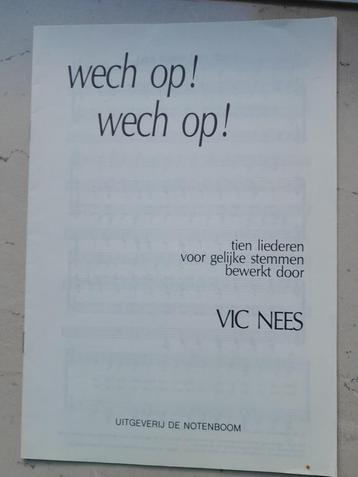 wech op!
wech op!
tien liederen
voor gelijke stemmen
bewerkt door
VIC NEES
UITGEVERIJ DE NOTENBOOM